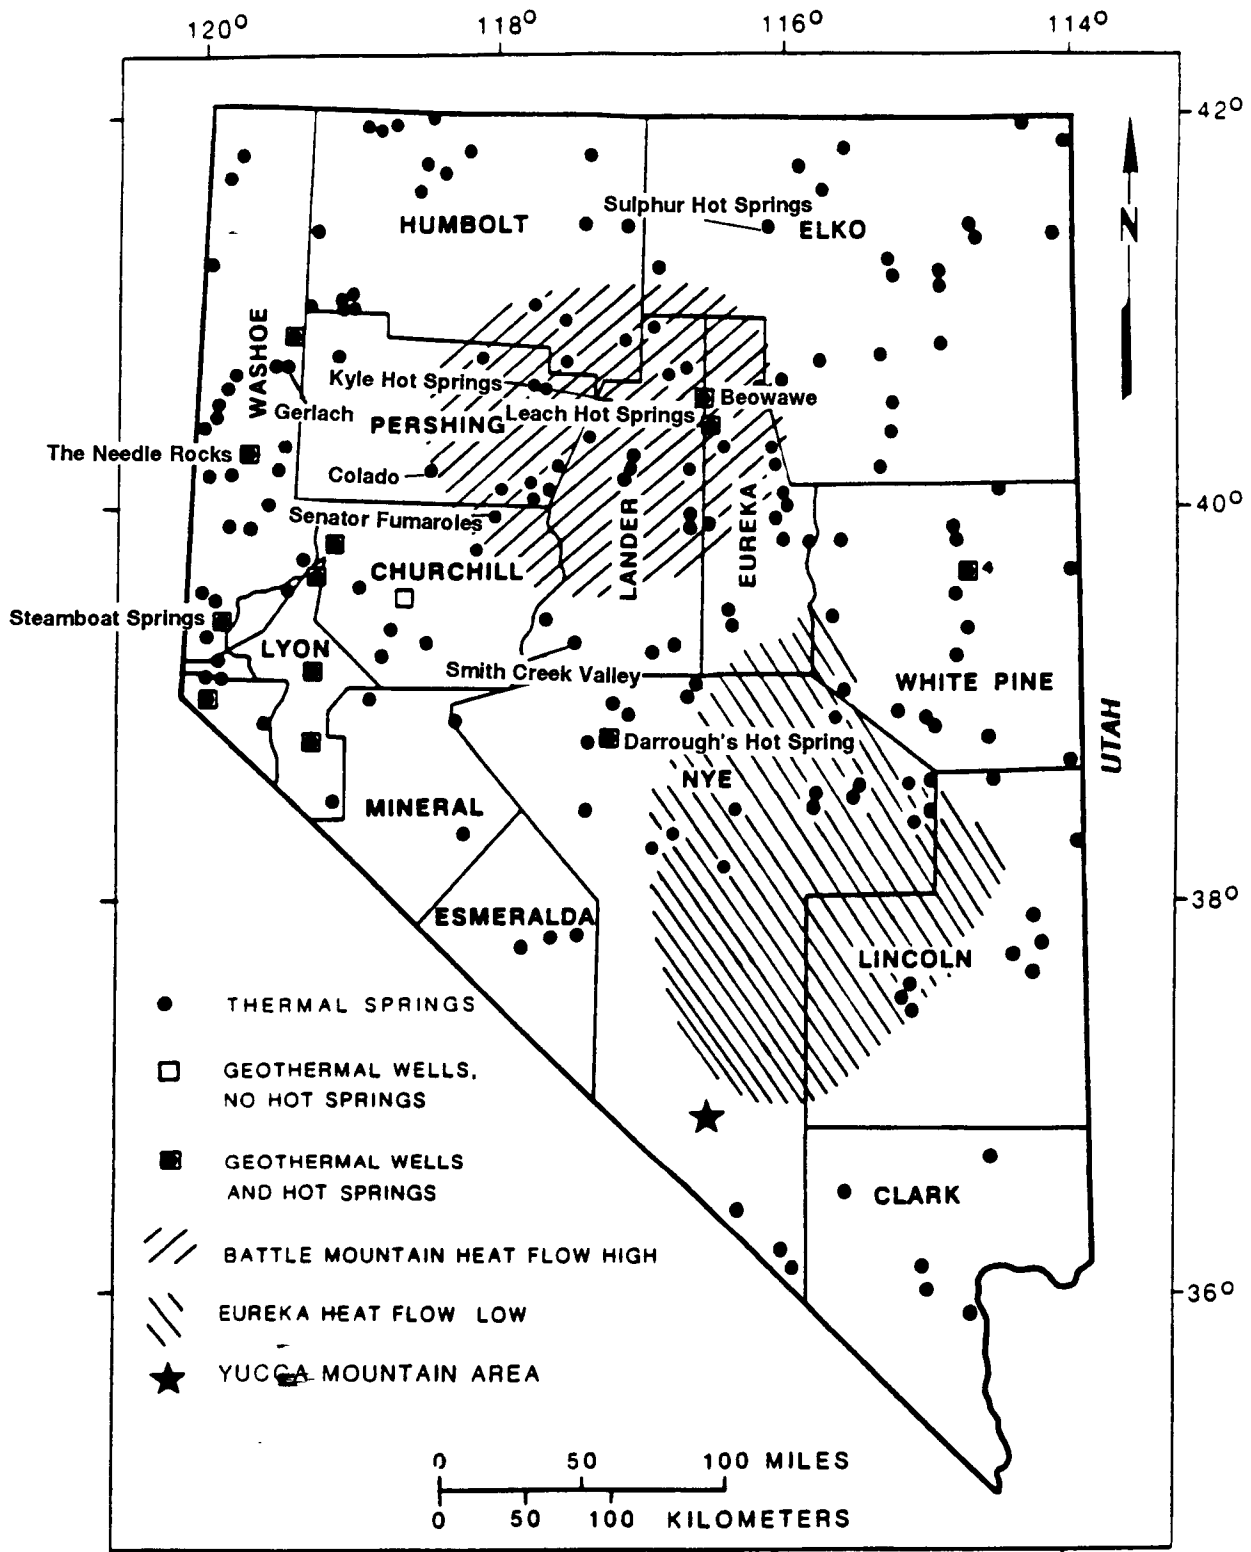 120°
118°
116°
114°
42°
N
HUMBOLT
Sulphur Hot Springs
ELKO
WASHOE
Kyle Hot Springs
Gerlach
PERSHING
Leach Hot Springs
Beowawe
The Needle Rocks
Colado
LANDER
EUREKA
40°
Senator Fumaroles
CHURCHILL
4
Steamboat Springs
LYON
Smith Creek Valley
WHITE PINE
UTAH
Darrough's Hot Spring
NYE
MINERAL
ESMERALDA
38°
LINCOLN
THERMAL SPRINGS
GEOTHERMAL WELLS,
NO HOT SPRINGS
GEOTHERMAL WELLS
AND HOT SPRINGS
CLARK
BATTLE MOUNTAIN HEAT FLOW HIGH
36°
EUREKA HEAT FLOW LOW
YUCCA MOUNTAIN AREA
0 50 100 MILES
0 50 100 KILOMETERS